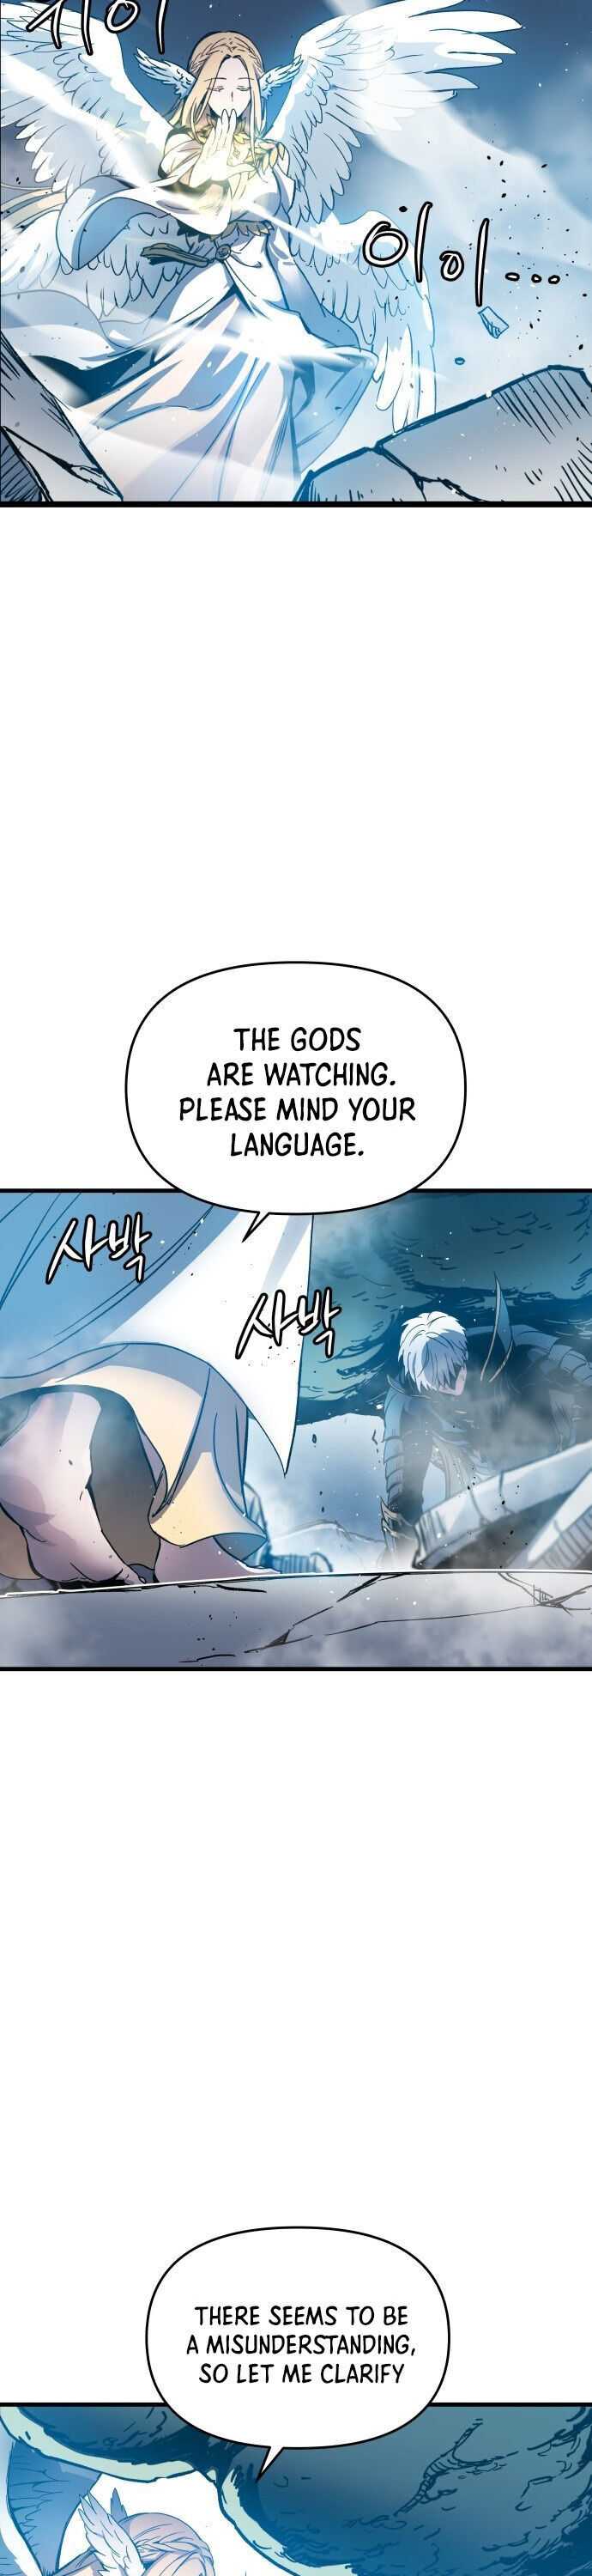 이이...
THE GODS
ARE WATCHING.
PLEASE MIND YOUR
LANGUAGE.
사박
사박
THERE SEEMS TO BE
A MISUNDERSTANDING,
SO LET ME CLARIFY